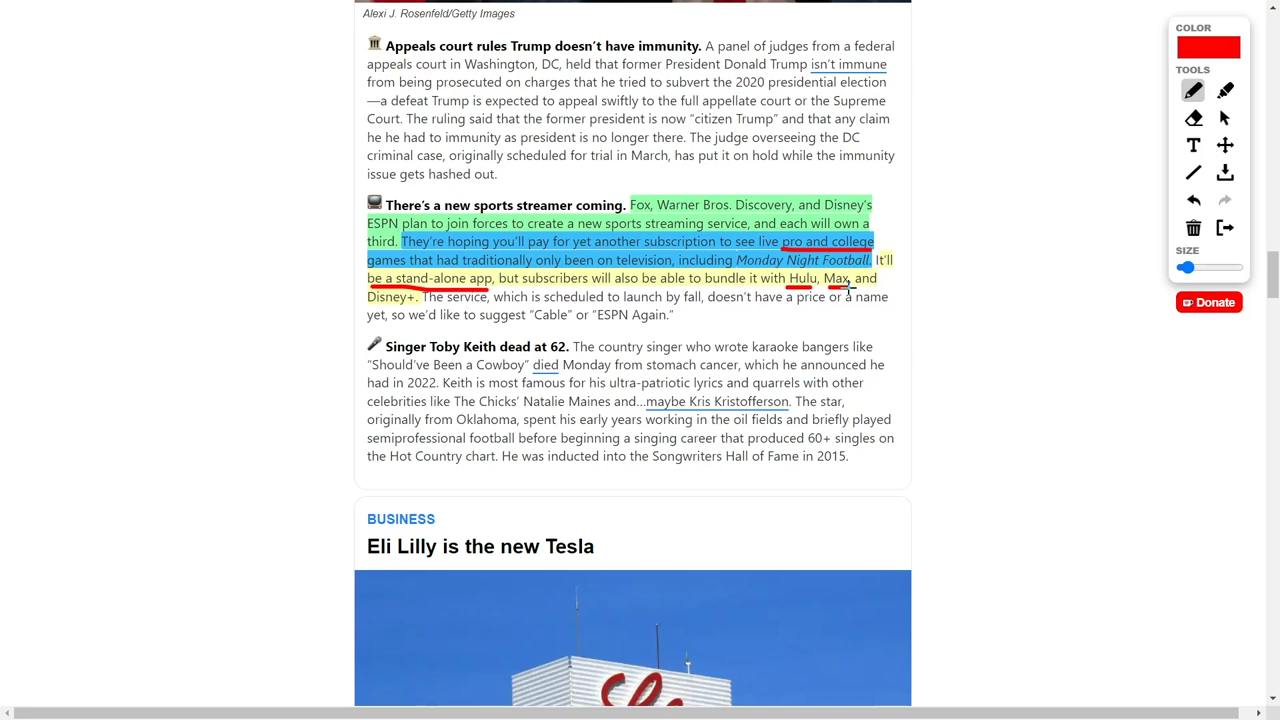 Alexi J. Rosenfeld/Getty Images
Appeals court rules Trump doesn't have immunity. A panel of judges from a federal
appeals court in Washington, DC, held that former President Donald Trump isn't immune
from being prosecuted on charges that he tried to subvert the 2020 presidential election
—a defeat Trump is expected to appeal swiftly to the full appellate court or the Supreme
Court. The ruling said that the former president is now “citizen Trump” and that any claim
he he had to immunity as president is no longer there. The judge overseeing the DC
criminal case, originally scheduled for trial in March, has put it on hold while the immunity
issue gets hashed out.
There's a new sports streamer coming. Fox, Warner Bros. Discovery, and Disney's
ESPN plan to join forces to create a new sports streaming service, and each will own a
third. They're hoping you'll pay for yet another subscription to see live pro and college
games that had traditionally only been on television, including Monday Night Football. It'll
be a stand-alone app, but subscribers will also be able to bundle it with Hulu, Max, and
Disney+. The service, which is scheduled to launch by fall, doesn't have a price or a name
yet, so we'd like to suggest “Cable” or “ESPN Again.”
Singer Toby Keith dead at 62. The country singer who wrote karaoke bangers like
“Should've Been a Cowboy” died Monday from stomach cancer, which he announced he
had in 2022. Keith is most famous for his ultra-patriotic lyrics and quarrels with other
celebrities like The Chicks' Natalie Maines and...maybe Kris Kristofferson. The star,
originally from Oklahoma, spent his early years working in the oil fields and briefly played
semiprofessional football before beginning a singing career that produced 60+ singles on
the Hot Country chart. He was inducted into the Songwriters Hall of Fame in 2015.
BUSINESS
Eli Lilly is the new Tesla
COLOR
TOOLS
T
SIZE
Donate